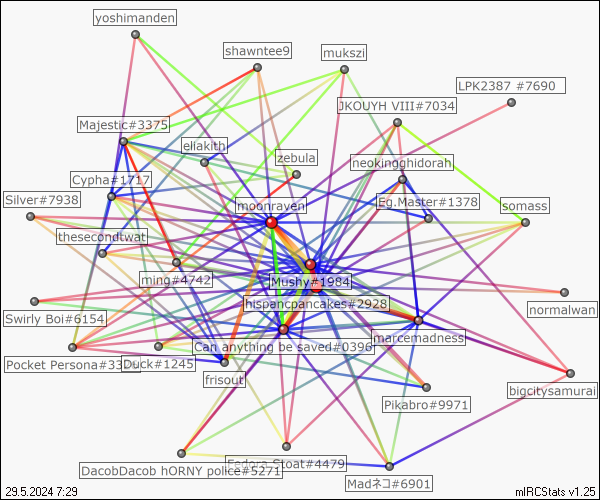 yoshimanden
shawntee9
mukszi
LPK2387 #7690
JKOUYH VIII#7034
Majestic#3375
eliakith
zebula
neokingghidorah
Cypha#1717
Silver#7938
moonraven
Eg.Master#1378
somass
thesecondtwat
ming#4742
Mushy#1984
hispancpancakes#2928
normalwan
Swirly Boi#6154
Can anything be saved#0396
marcemadness
Pocket Persona#33
Duck#1245
frisout
bigcitysamurai
Pikabro#9971
DacobDacob hORNY police#5271
Fedora Stoat#4479
Madネコ#6901
29.5.2024 7:29
mIRCStats v1.25